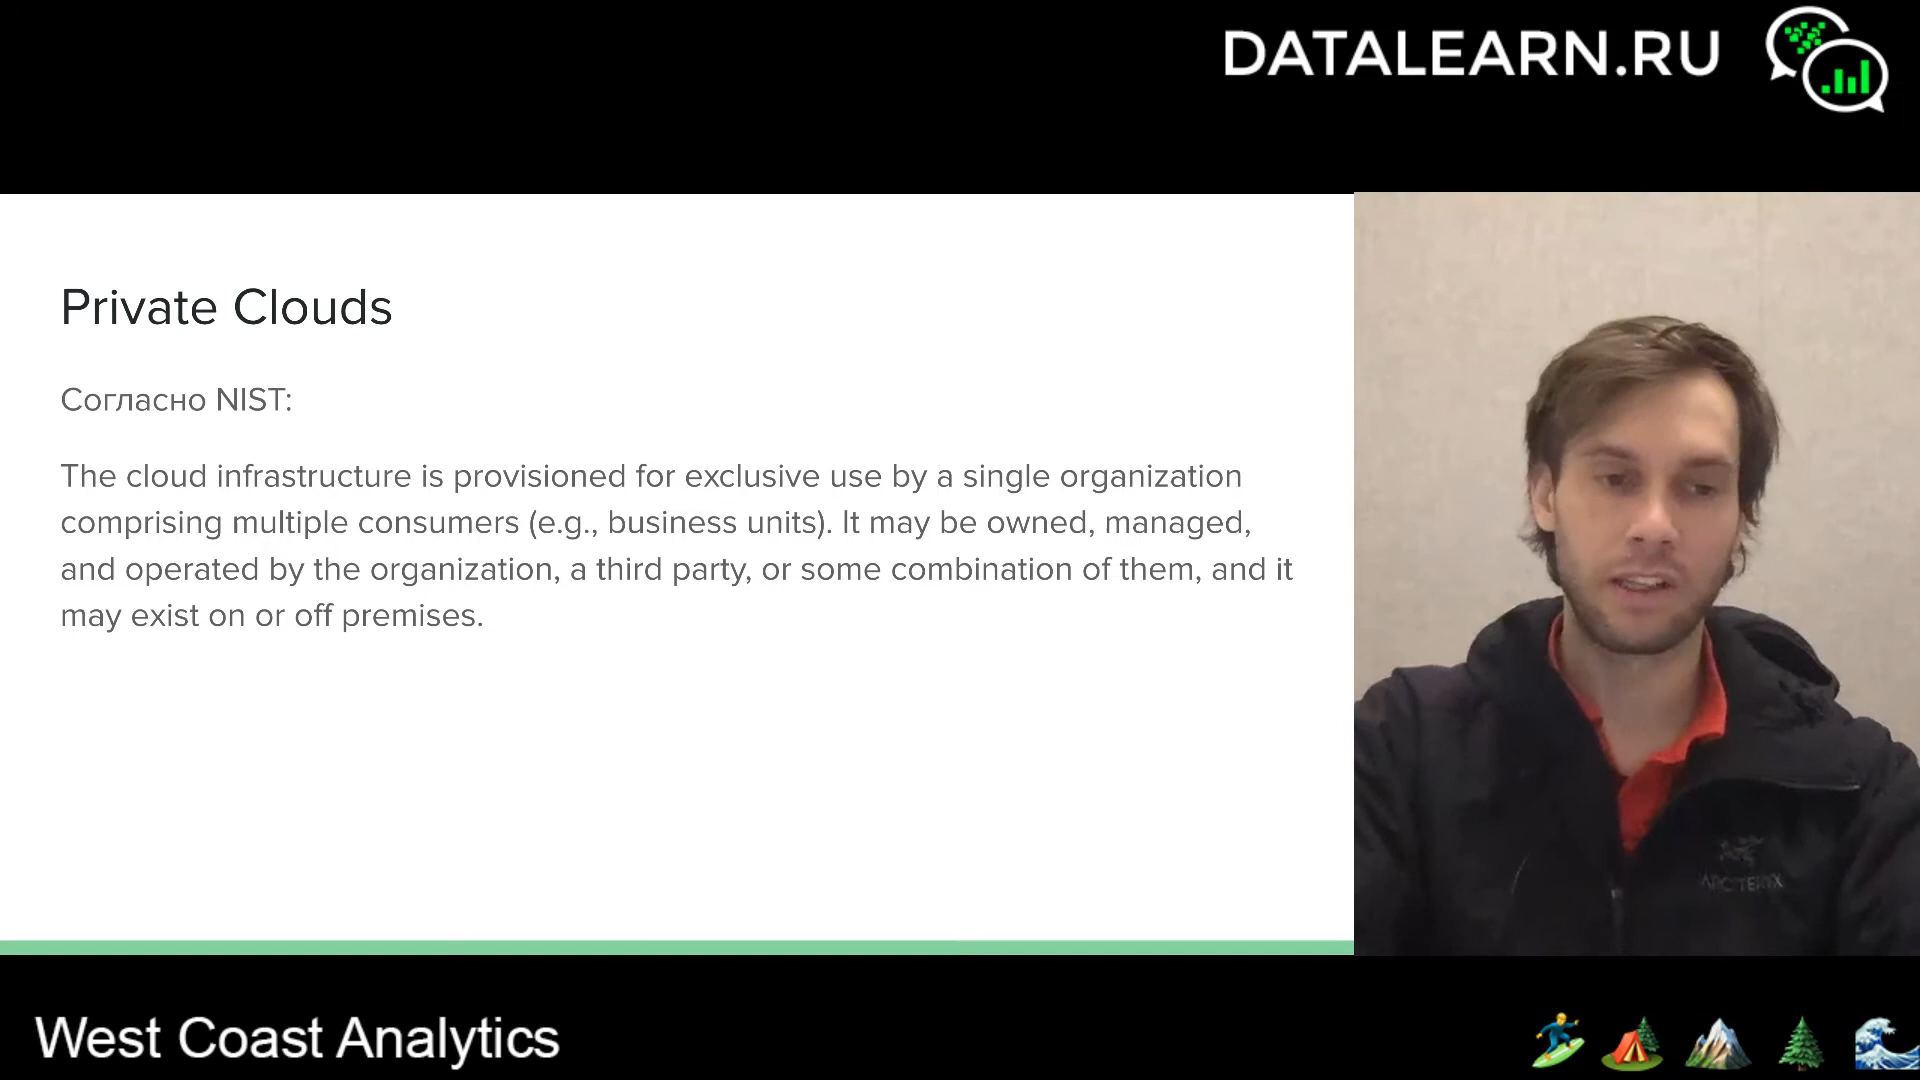 DATALEARN.RU
Private Clouds
Согласно NIST:
The cloud infrastructure is provisioned for exclusive use by a single organization
comprising multiple consumers (e.g., business units). It may be owned, managed,
and operated by the organization, a third party, or some combination of them, and it
may exist on or off premises.
ARC'TERYX
West Coast Analytics